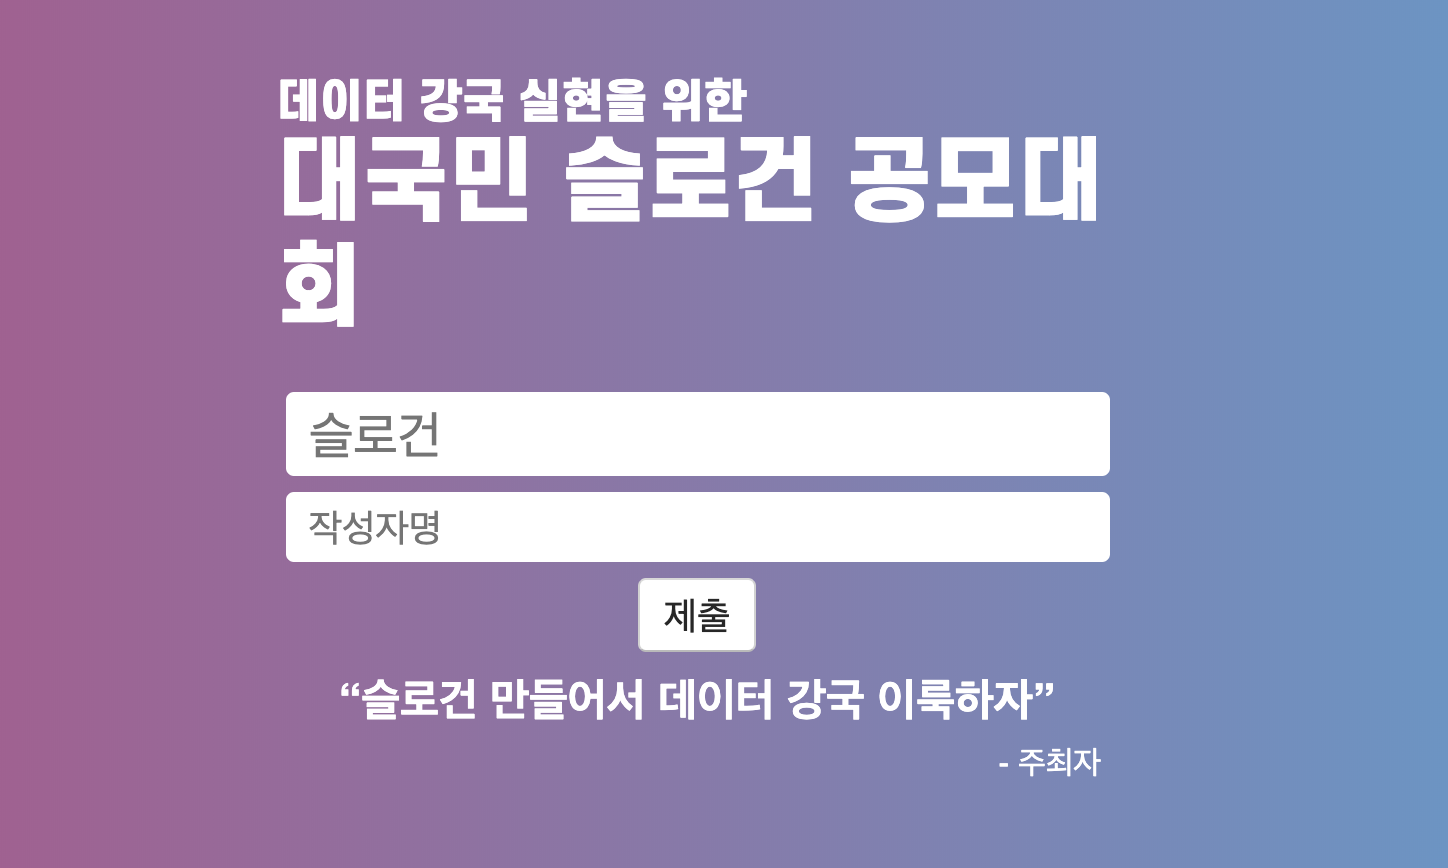 데이터 강국 실현을 위한
대국민 슬로건 공모대
회
슬로건
작성자명
제출
“슬로건 만들어서 데이터 강국 이룩하자”
- 주최자